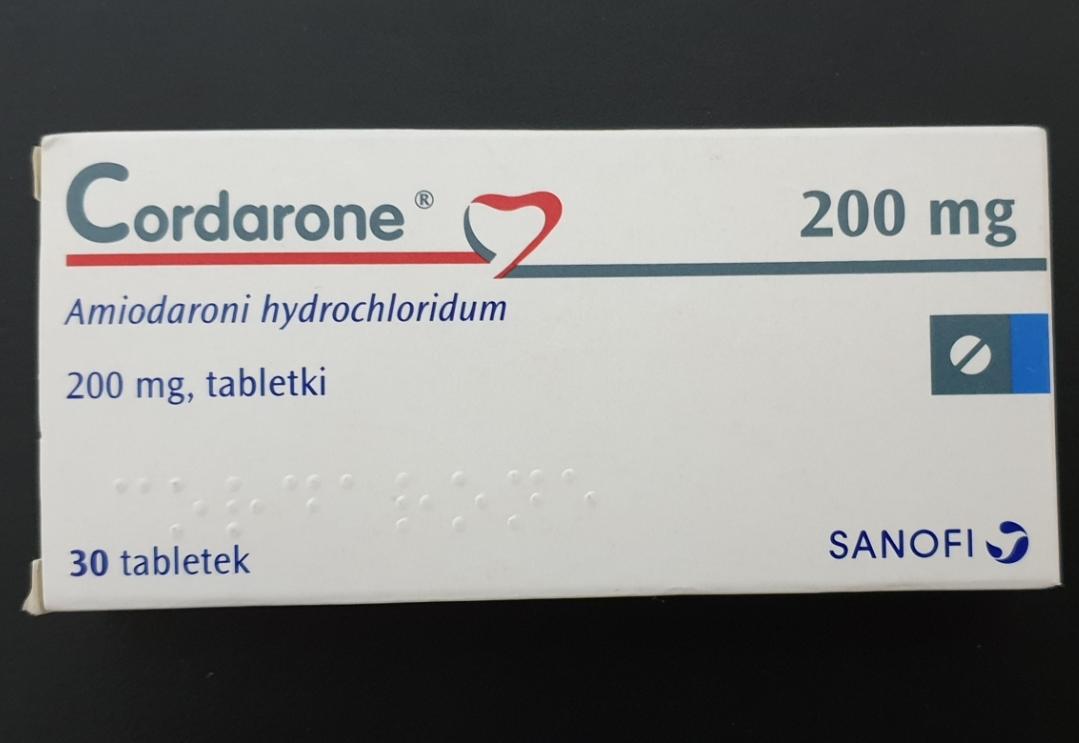 Cordarone® 200 mg
Amiodaroni hydrochloridum
200 mg, tabletki
30 tabletek
SANOFI